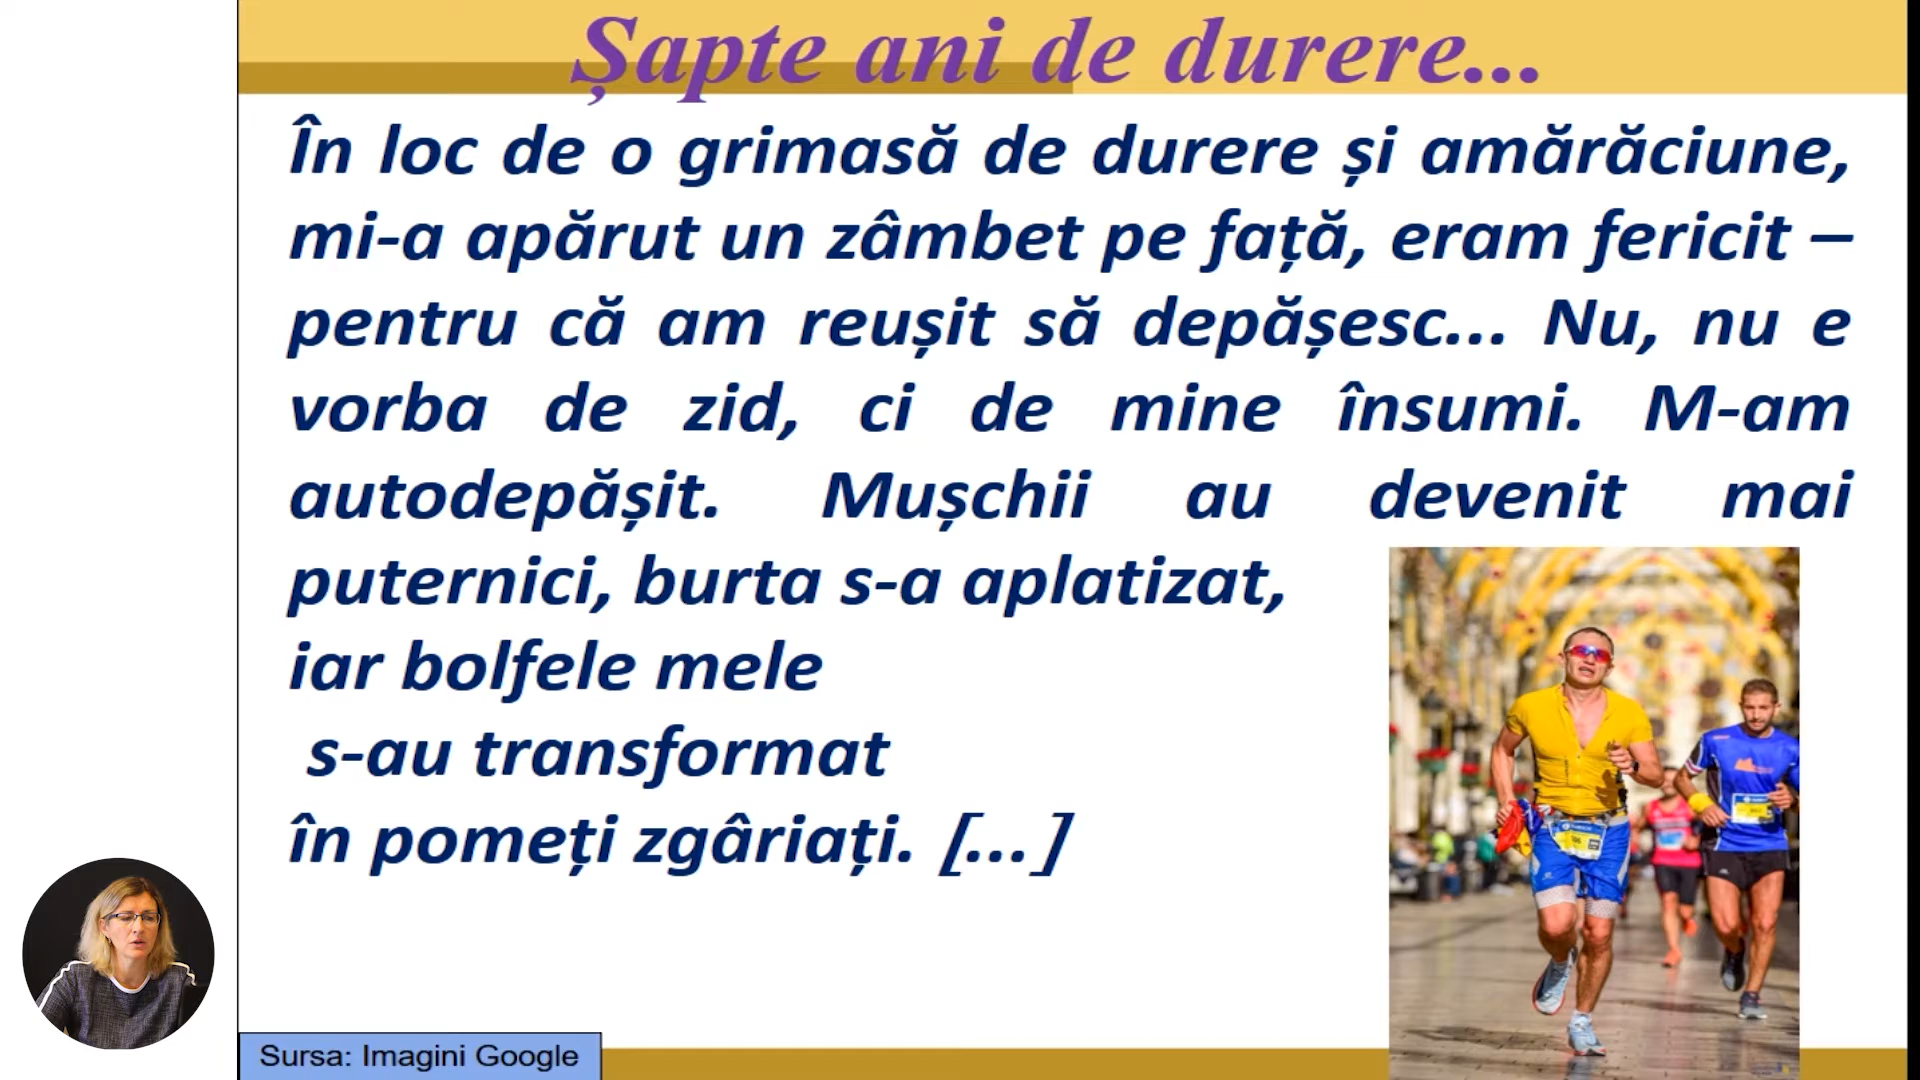 Șapte ani de durere...
În loc de o grimasă de durere și amărăciune,
mi-a apărut un zâmbet pe față, eram fericit –
pentru că am reușit să depășesc... Nu, nu e
vorba de zid, ci de mine însumi. M-am
autodepășit. Mușchii au devenit mai
puternici, burta s-a aplatizat,
iar bolfele mele
s-au transformat
în pomeți zgâriați. [...]
Sursa: Imagini Google